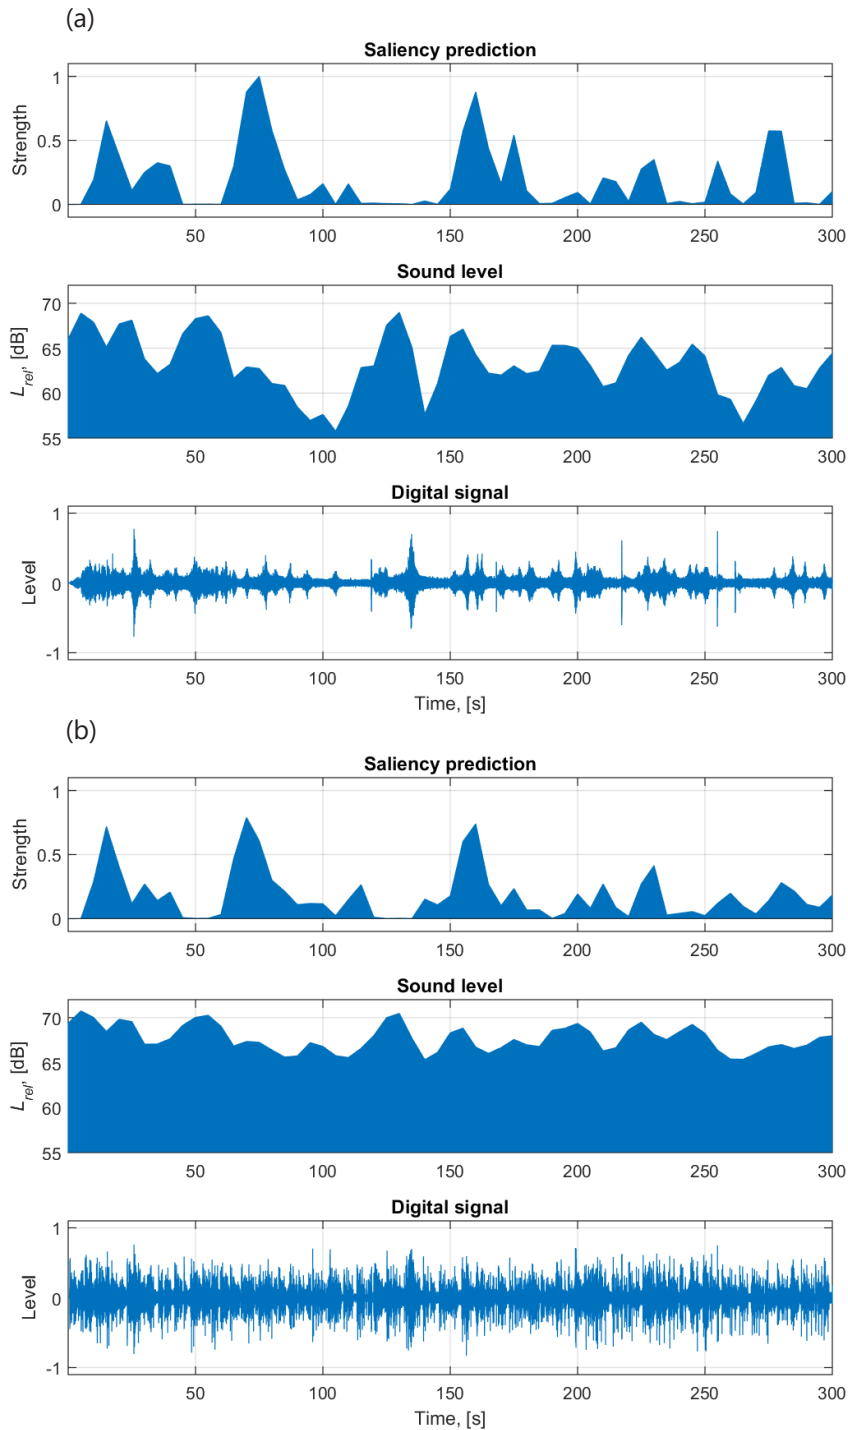 (a)
Saliency prediction
Strength
1
0.5
0
50 100 150 200 250 300
Sound level
L_rel, [dB]
70
65
60
55
50 100 150 200 250 300
Digital signal
Level
1
0
-1
50 100 150 200 250 300
Time, [s]
(b)
Saliency prediction
Strength
1
0.5
0
50 100 150 200 250 300
Sound level
L_rel, [dB]
70
65
60
55
50 100 150 200 250 300
Digital signal
Level
1
0
-1
50 100 150 200 250 300
Time, [s]